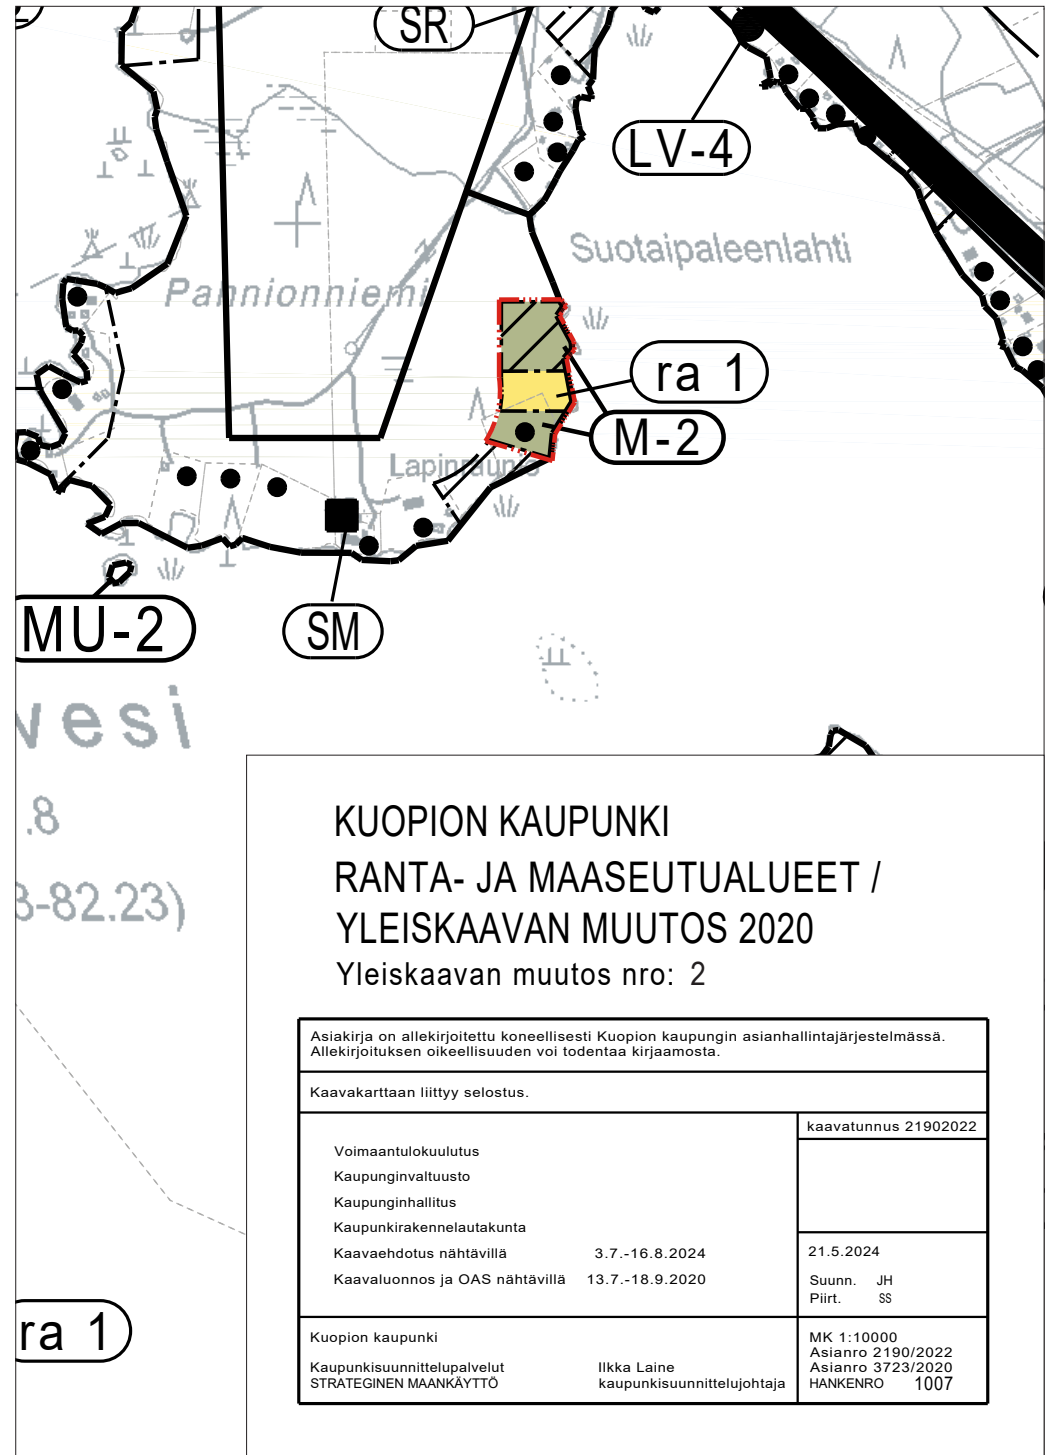 SR
LV-4
Suotaipaleenlahti
Pannionniemi
ra 1
M-2
Lapinraunio
MU-2
SM
vesi
.8
3-82.23)
KUOPION KAUPUNKI
RANTA- JA MAASEUTUALUEET /
YLEISKAAVAN MUUTOS 2020
Yleiskaavan muutos nro: 2
Asiakirja on allekirjoitettu koneellisesti Kuopion kaupungin asianhallintajärjestelmässä.
Allekirjoituksen oikeellisuuden voi todentaa kirjaamosta.
Kaavakarttaan liittyy selostus.
kaavatunnus 21902022
Voimaantulokuulutus
Kaupunginvaltuusto
Kaupunginhallitus
Kaupunkirakennelautakunta
Kaavaehdotus nähtävillä 3.7.-16.8.2024
Kaavaluonnos ja OAS nähtävillä 13.7.-18.9.2020
21.5.2024
Suunn. JH
Piirt. SS
ra 1
Kuopion kaupunki
Kaupunkisuunnittelupalvelut Ilkka Laine
STRATEGINEN MAANKÄYTTÖ kaupunkisuunnittelujohtaja
MK 1:10000
Asianro 2190/2022
Asianro 3723/2020
HANKENRO 1007